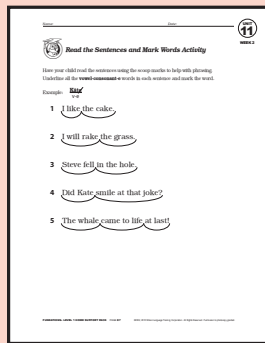 Name: Date:
UNIT
11
WEEK 2
Read the Sentences and Mark Words Activity
Have your child read the sentences using the scoop marks to help with phrasing.
Underline all the vowel-consonant-e words in each sentence and mark the word.
Example: Kate
v-e
1 I like the cake.
2 I will rake the grass.
3 Steve fell in the hole.
4 Did Kate smile at that joke?
5 The whale came to life at last!